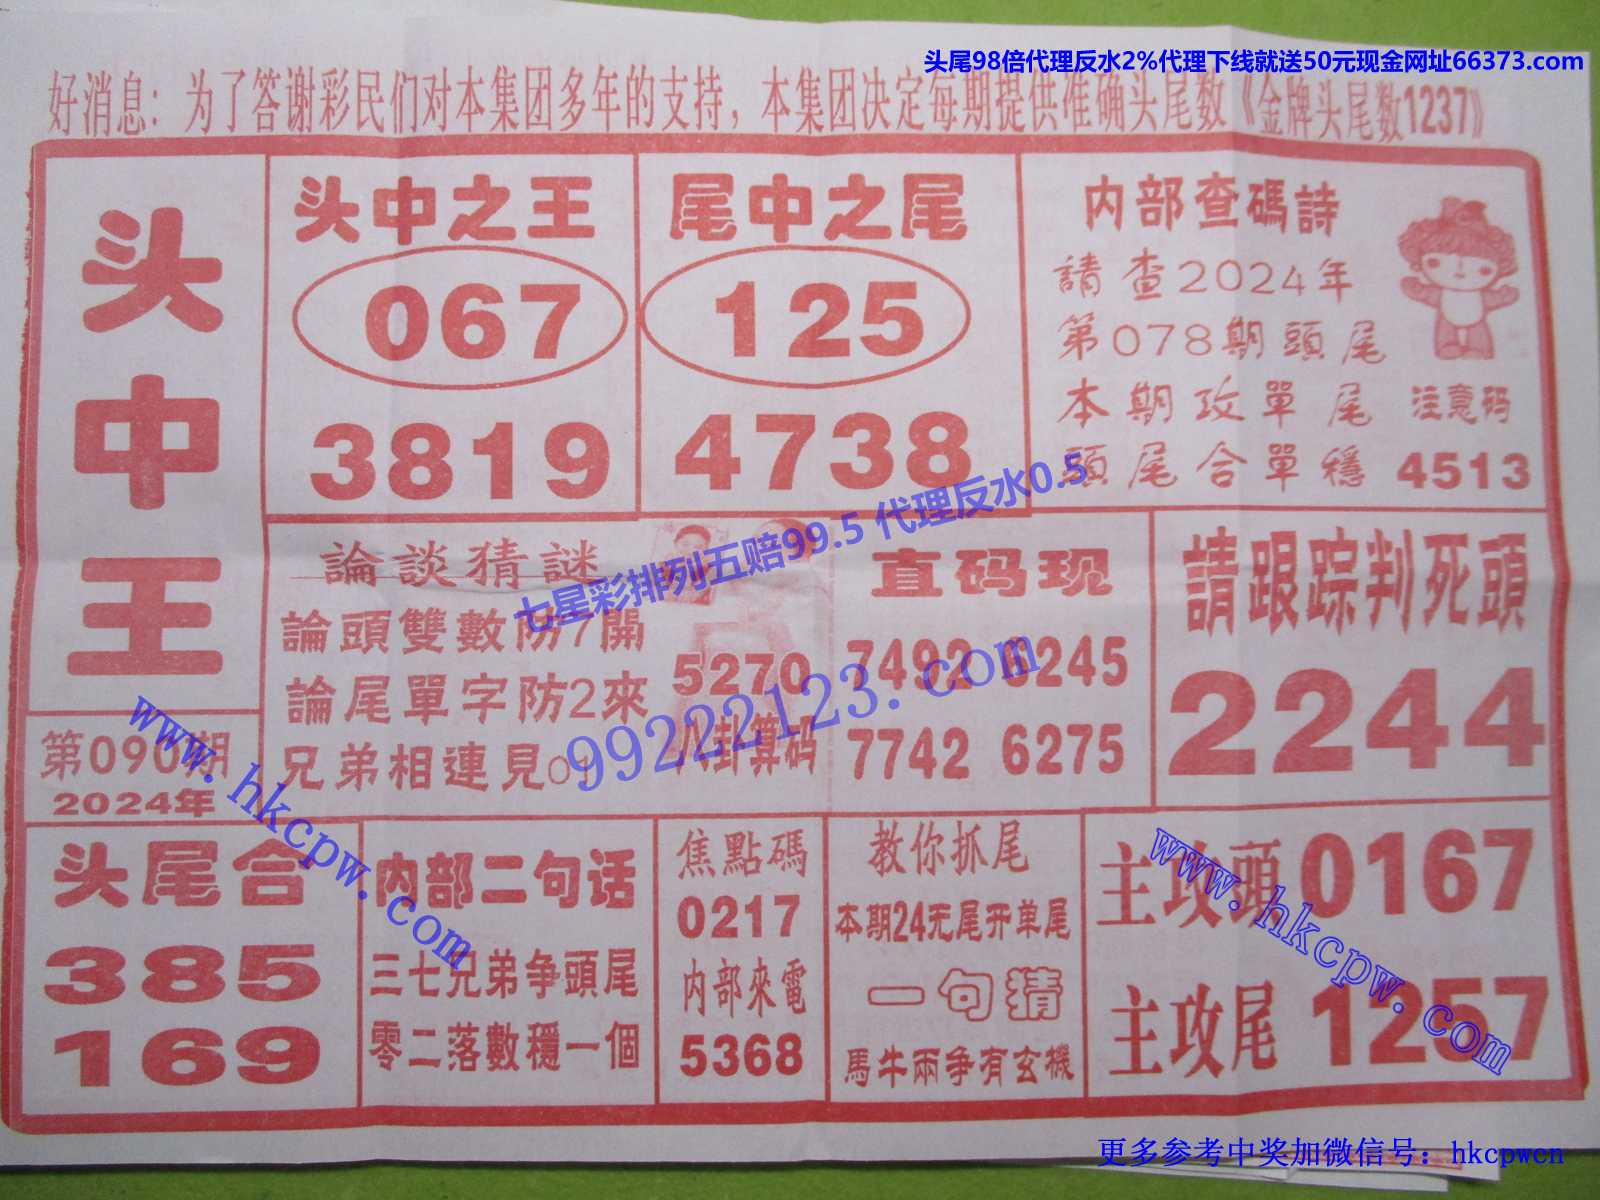 头尾98倍代理反水2%代理下线就送50元现金网址66373.com
好消息：为了答谢彩民们对本集团多年的支持，本集团决定每期提供准确头尾数《金牌头尾数1237》
头中王
第090期
2024年
头中之王
067
3819
尾中之尾
125
4738
内部查碼詩
請查2024年
第078期頭尾
本期攻單尾
頭尾合單穩
注意码
4513
論談猜謎
論頭雙數防7開
論尾單字防2來
兄弟相連見01
5270
八卦算码
直码现
7492 6245
7742 6275
請跟踪判死頭
2244
七星彩排列五赔99.5 代理反水0.5
99222123.com
www.hkcpw.com
头尾合
385
169
内部二句话
三七兄弟争頭尾
零二落數穩一個
焦點碼
0217
内部來電
5368
教你抓尾
本期24无尾开单尾
一句猜
馬牛兩争有玄機
主攻頭0167
主攻尾1257
www.hkcpw.com
更多参考中奖加微信号：hkcpwcn